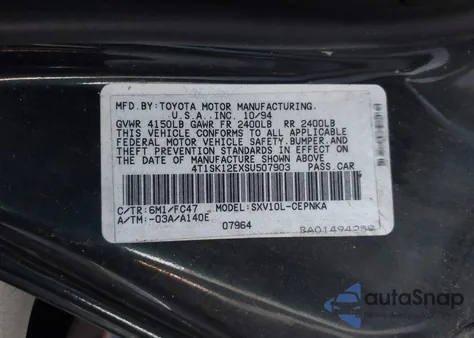 MFD.BY:TOYOTA MOTOR MANUFACTURING.
U.S.A.,INC. 10/94
GVWR 4150LB GAWR FR 2400LB RR 2400LB
THIS VEHICLE CONFORMS TO ALL APPLICABLE
FEDERAL MOTOR VEHICLE SAFETY.BUMPER.AND
THEFT PREVENTION STANDARDS IN EFFECT ON
THE DATE OF MANUFACTURE SHOWN ABOVE.
4T1SK12EXSU507903 PASS.CAR
C/TR:6M1/FC47 MODEL:SXV10L-CEPNKA
A/TM:-03A/A140E
07964
autoSnap